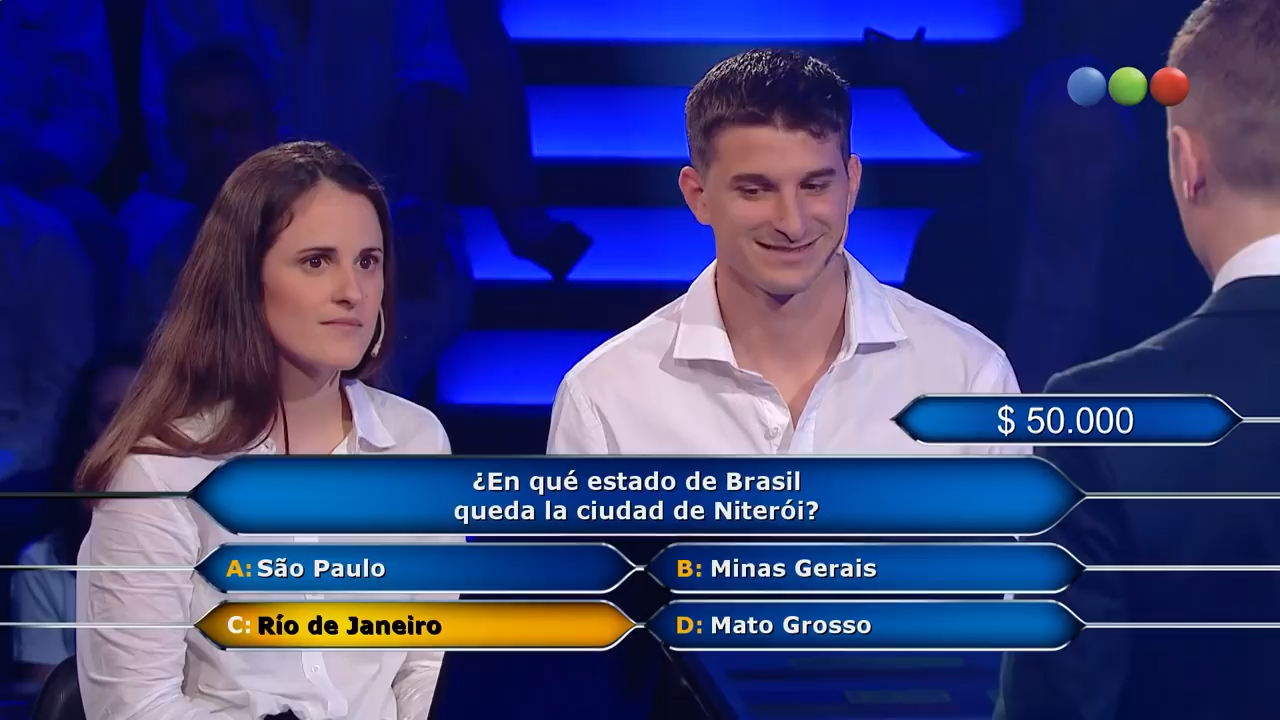 $ 50.000
¿En qué estado de Brasil
queda la ciudad de Niterói?
A: São Paulo
B: Minas Gerais
C: Río de Janeiro
D: Mato Grosso